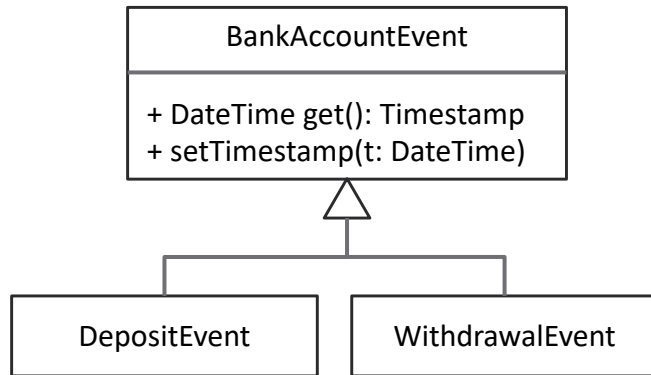 BankAccountEvent
+ DateTime get(): Timestamp
+ setTimestamp(t: DateTime)
DepositEvent
WithdrawalEvent